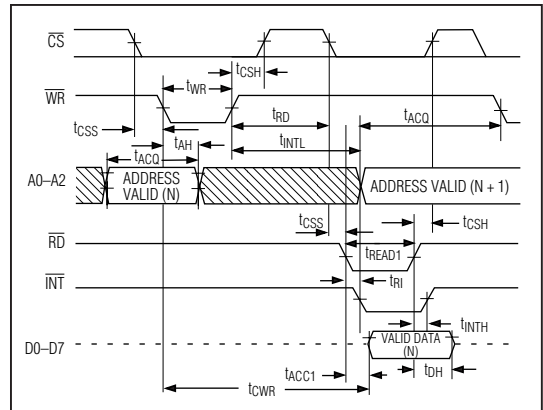 CS
tCSH
tWR
WR
tCSS
tAH
tRD
tACQ
tACQ
tINTL
A0–A2
ADDRESS
VALID (N)
ADDRESS VALID (N + 1)
tCSS
tCSH
RD
tREAD1
tRI
INT
tINTH
D0–D7
VALID DATA
(N)
tACC1
tDH
tCWR